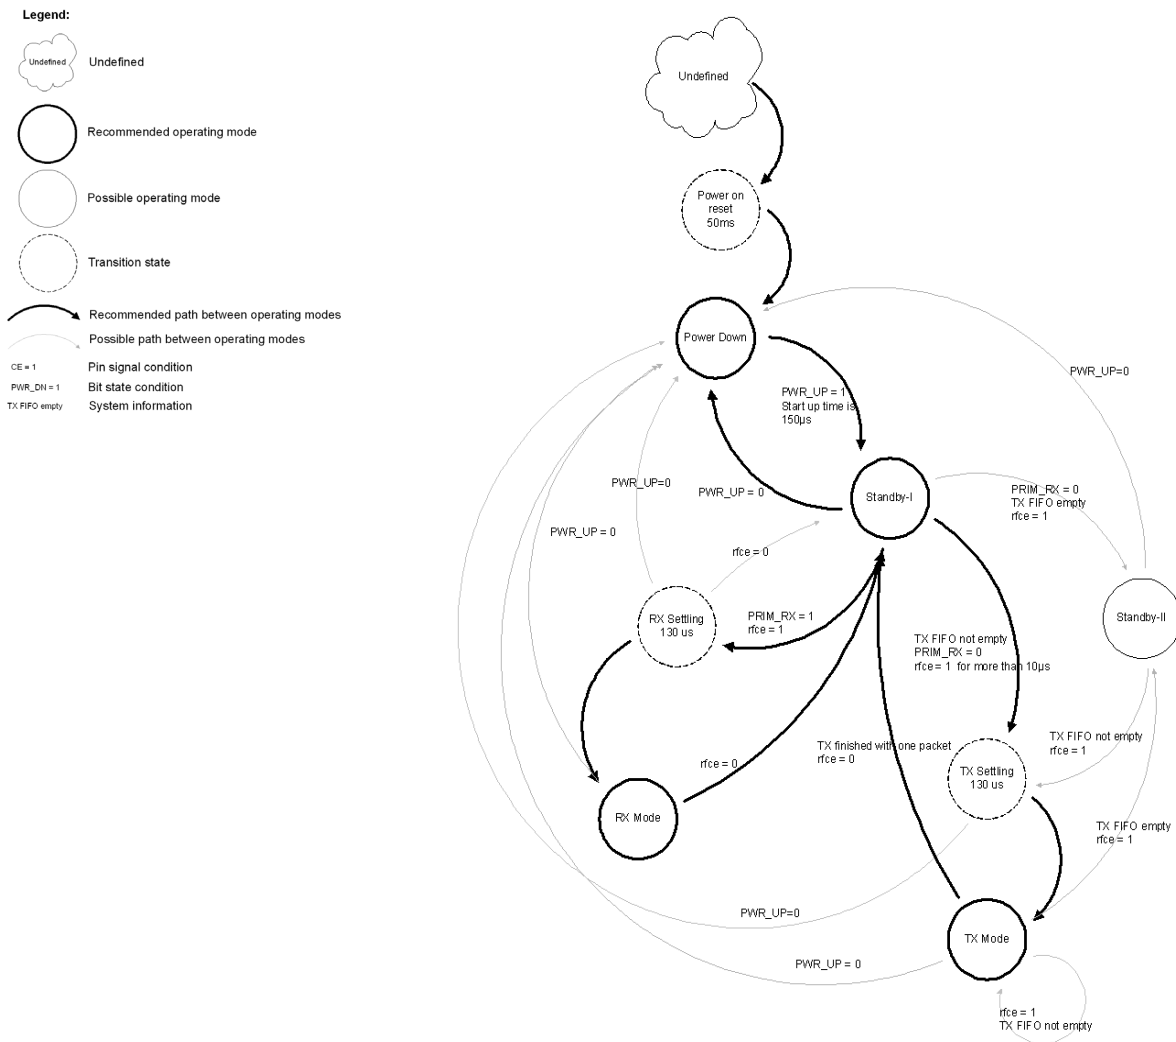 Legend:
Undefined
Undefined
Recommended operating mode
Possible operating mode
Transition state
Recommended path between operating modes
Possible path between operating modes
CE = 1
Pin signal condition
PWR_DN = 1
Bit state condition
TX FIFO empty
System information
Undefined
Power on
reset
50ms
Power Down
PWR_UP=0
PWR_UP = 1
Start up time is
150µs
PWR_UP=0
PWR_UP = 0
Standby-I
PRIM_RX = 0
TX FIFO empty
rfce = 1
PWR_UP = 0
rfce = 0
RX Settling
130 us
PRIM_RX = 1
rfce = 1
Standby-II
TX FIFO not empty
PRIM_RX = 0
rfce = 1 for more than 10µs
TX FIFO not empty
rfce = 1
TX finished with one packet
rfce = 0
rfce = 0
TX Settling
130 us
RX Mode
TX FIFO empty
rfce = 1
PWR_UP=0
TX Mode
PWR_UP = 0
rfce = 1
TX FIFO not empty